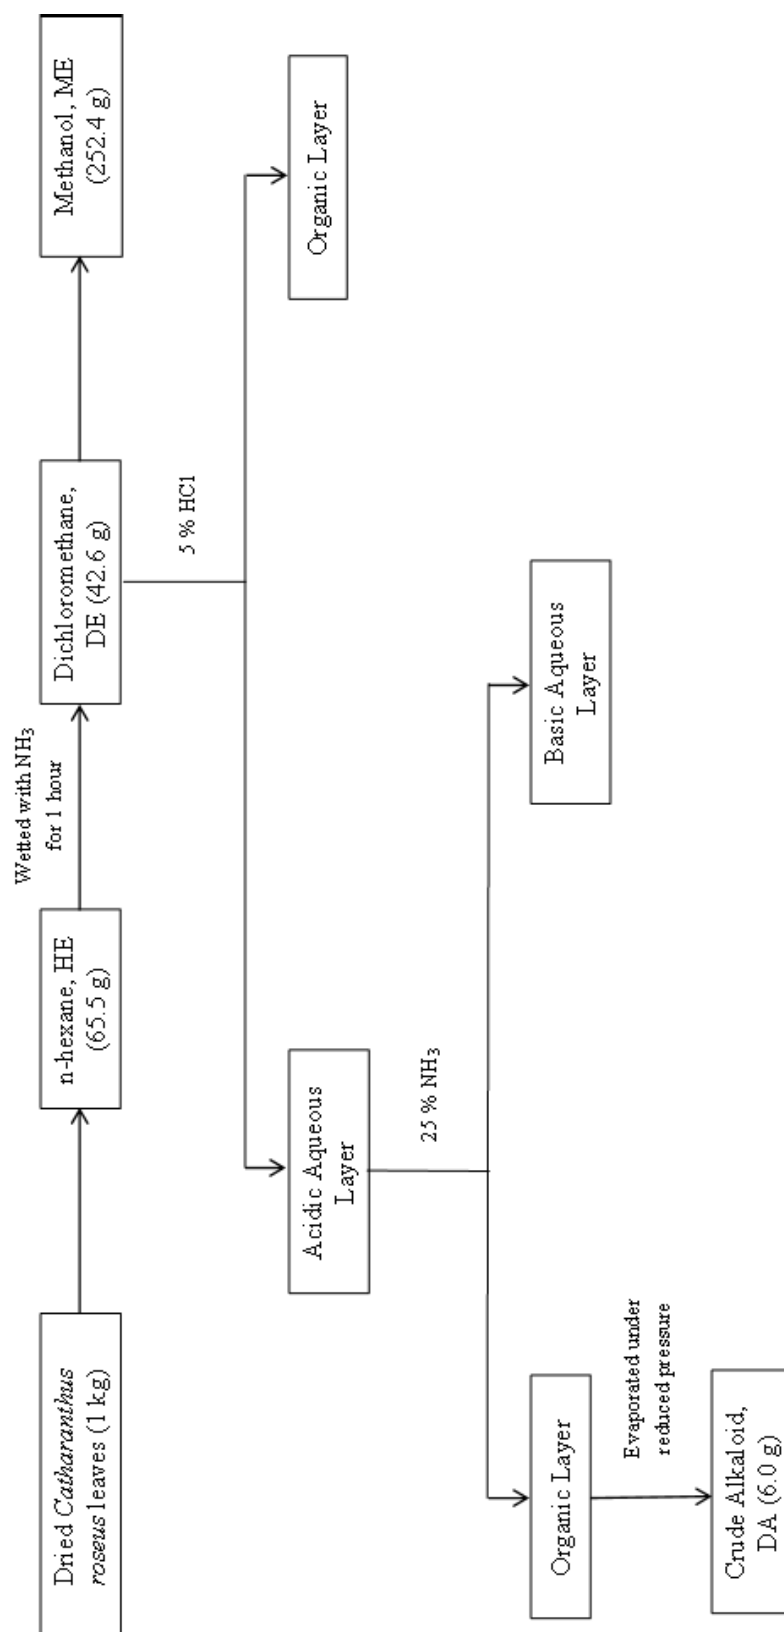 Dried Catharanthus
roseus leaves (1 kg)
n-hexane, HE
(65.5 g)
Wetted with NH3
for 1 hour
Dichloromethane,
DE (42.6 g)
Methanol, ME
(252.4 g)
5 % HCl
Acidic Aqueous
Layer
Organic Layer
25 % NH3
Organic Layer
Basic Aqueous
Layer
Evaporated under
reduced pressure
Crude Alkaloid,
DA (6.0 g)